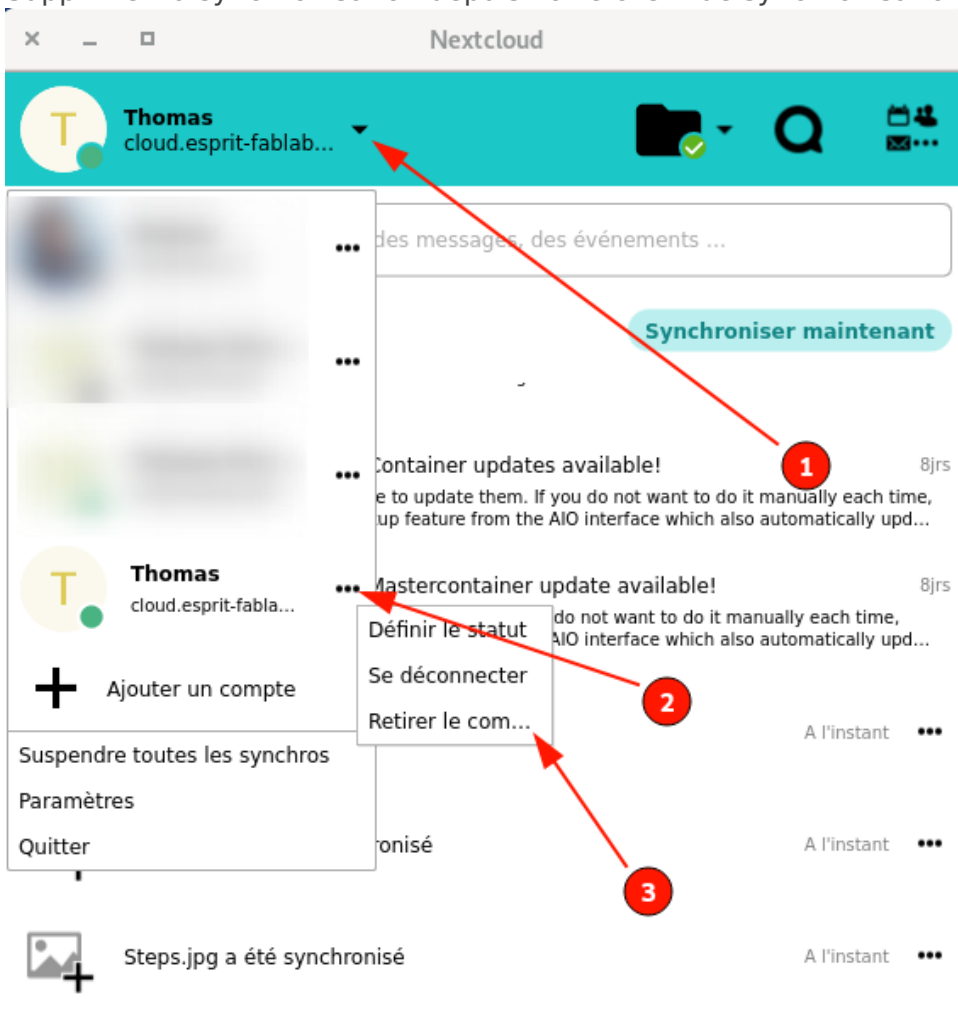 Nextcloud
T
Thomas
cloud.esprit-fablab...
des messages, des événements ...
Synchroniser maintenant
1
Container updates available!
8jrs
e to update them. If you do not want to do it manually each time,
up feature from the AIO interface which also automatically upd...
T
Thomas
cloud.esprit-fabla...
Mastercontainer update available!
8jrs
do not want to do it manually each time,
AIO interface which also automatically upd...
Définir le statut
Se déconnecter
Retirer le com...
2
Ajouter un compte
A l'instant
Suspendre toutes les synchros
Paramètres
Quitter
ronisé
A l'instant
3
Steps.jpg a été synchronisé
A l'instant